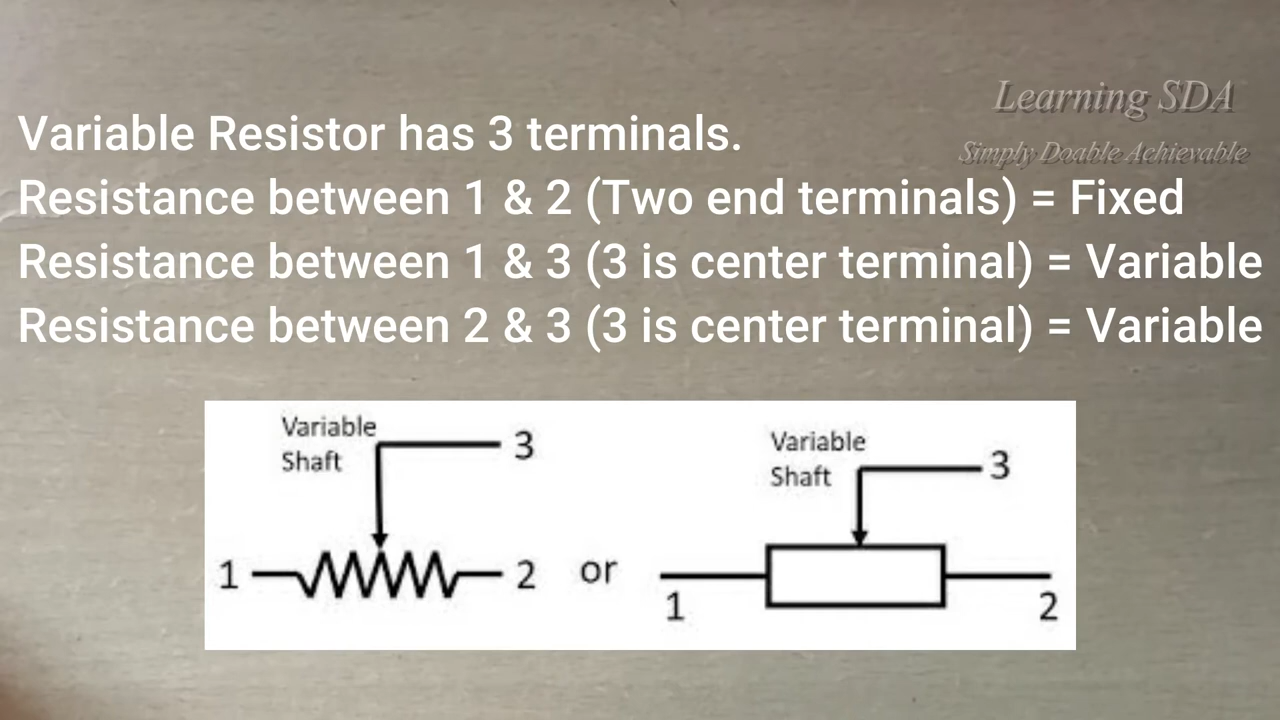 Learning SDA
Simply Doable Achievable
Variable Resistor has 3 terminals.
Resistance between 1 & 2 (Two end terminals) = Fixed
Resistance between 1 & 3 (3 is center terminal) = Variable
Resistance between 2 & 3 (3 is center terminal) = Variable
Variable
Shaft
3
1
2
or
Variable
Shaft
3
1
2